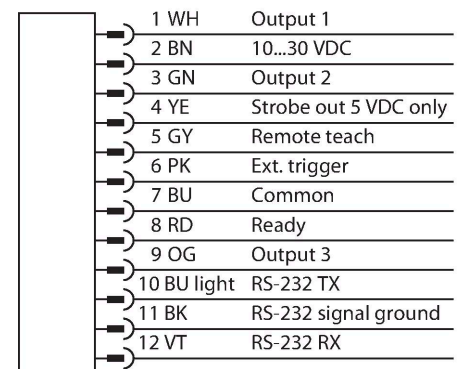 1 WH Output 1
2 BN 10...30 VDC
3 GN Output 2
4 YE Strobe out 5 VDC only
5 GY Remote teach
6 PK Ext. trigger
7 BU Common
8 RD Ready
9 OG Output 3
10 BU light RS-232 TX
11 BK RS-232 signal ground
12 VT RS-232 RX